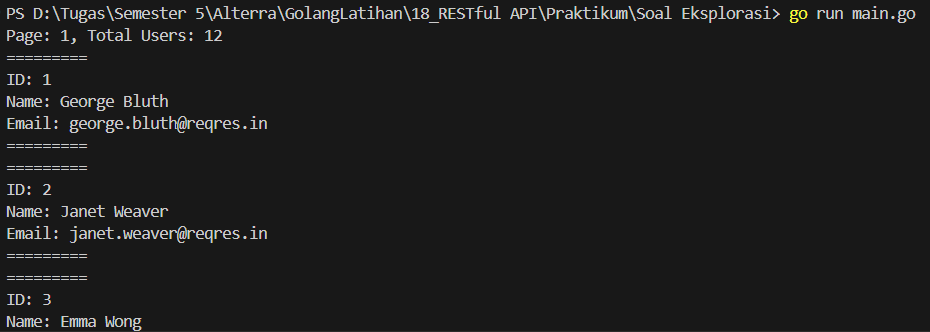 PS D:\Tugas\Semester 5\Alterra\GolangLatihan\18_RESTful API\Praktikum\Soal Eksplorasi> go run main.go
Page: 1, Total Users: 12
=========
ID: 1
Name: George Bluth
Email: george.bluth@reqres.in
=========
=========
ID: 2
Name: Janet Weaver
Email: janet.weaver@reqres.in
=========
=========
ID: 3
Name: Emma Wong